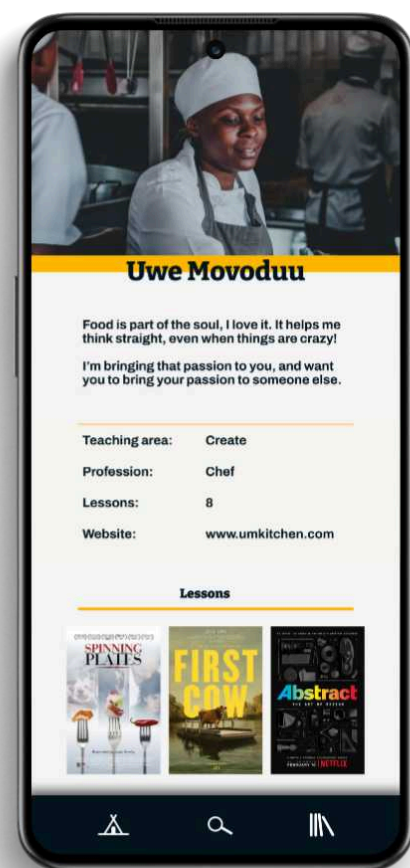 Uwe Movoduu
Food is part of the soul, I love it. It helps me
think straight, even when things are crazy!
I'm bringing that passion to you, and want
you to bring your passion to someone else.
Teaching area: Create
Profession: Chef
Lessons: 8
Website: www.umkitchen.com
Lessons
SPINNING
PLATES
FIRST
COW
Abstract
THE ART OF DESIGN
NETFLIX